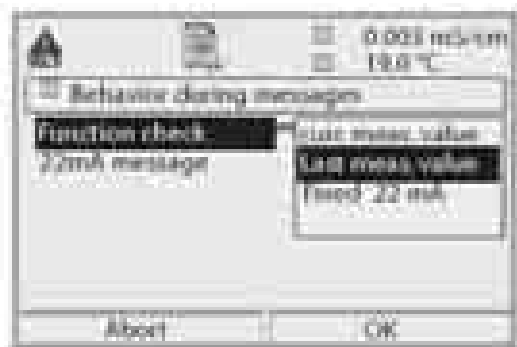 0.003 mS/cm
19.0 °C
Behavior during messages
Function check
Cur. meas. value
22mA message
Last meas. value
fixed 22 mA
Abort
OK